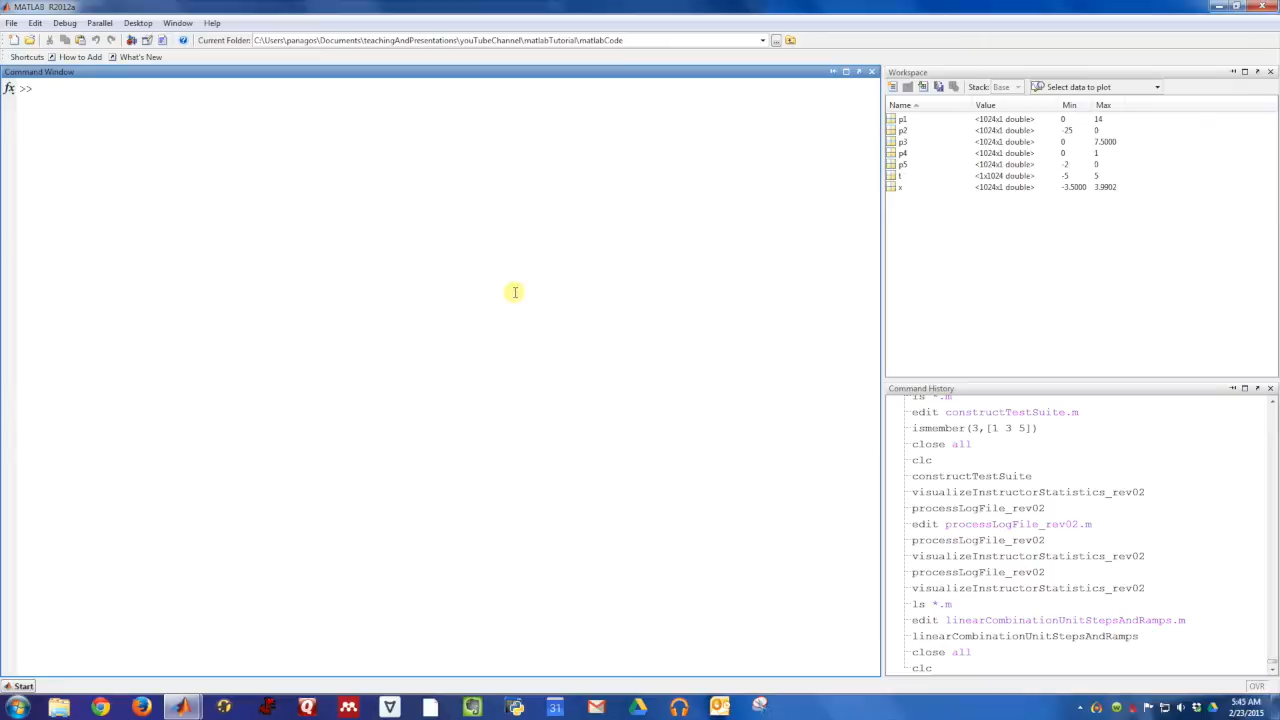 MATLAB R2012a
File Edit Debug Parallel Desktop Window Help
Current Folder: C:\Users\panagos\Documents\teachingAndPresentations\youTubeChannel\matlabTutorial\matlabCode
Shortcuts How to Add What's New
Command Window
fx >>
Workspace
Stack: Base Select data to plot
Name Value Min Max
p1 <1024x1 double> 0 14
p2 <1024x1 double> -25 0
p3 <1024x1 double> 0 7.5000
p4 <1024x1 double> 0 1
p5 <1024x1 double> -2 0
t <1x1024 double> -5 5
x <1024x1 double> -3.5000 3.9902
Command History
ls *.m
edit constructTestSuite.m
ismember(3,[1 3 5])
close all
clc
constructTestSuite
visualizeInstructorStatistics_rev02
processLogFile_rev02
edit processLogFile_rev02.m
processLogFile_rev02
visualizeInstructorStatistics_rev02
processLogFile_rev02
visualizeInstructorStatistics_rev02
ls *.m
edit linearCombinationUnitStepsAndRamps.m
linearCombinationUnitStepsAndRamps
close all
clc
Start
OVR
5:45 AM
2/23/2015